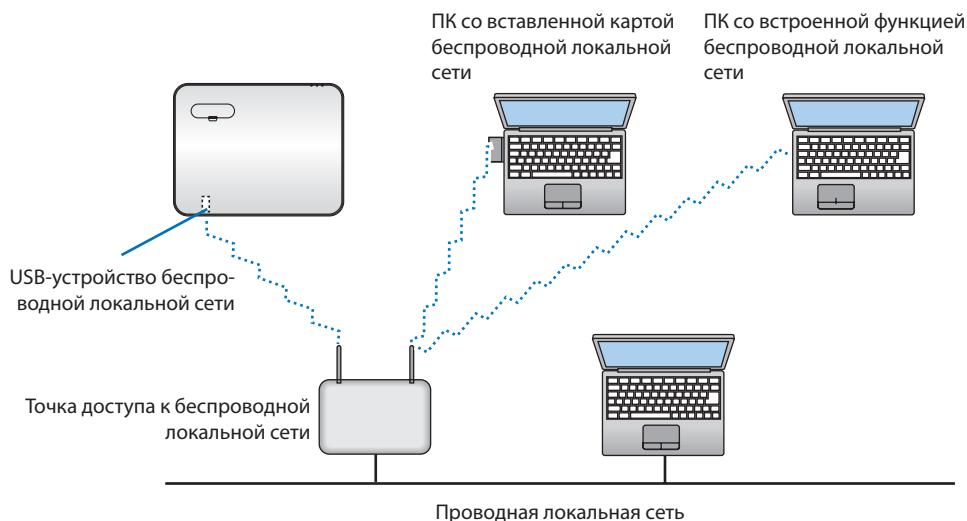 ПК со вставленной картой
беспроводной локальной
сети
ПК со встроенной функцией
беспроводной локальной
сети
USB-устройство беспро-
водной локальной сети
Точка доступа к беспроводной
локальной сети
Проводная локальная сеть